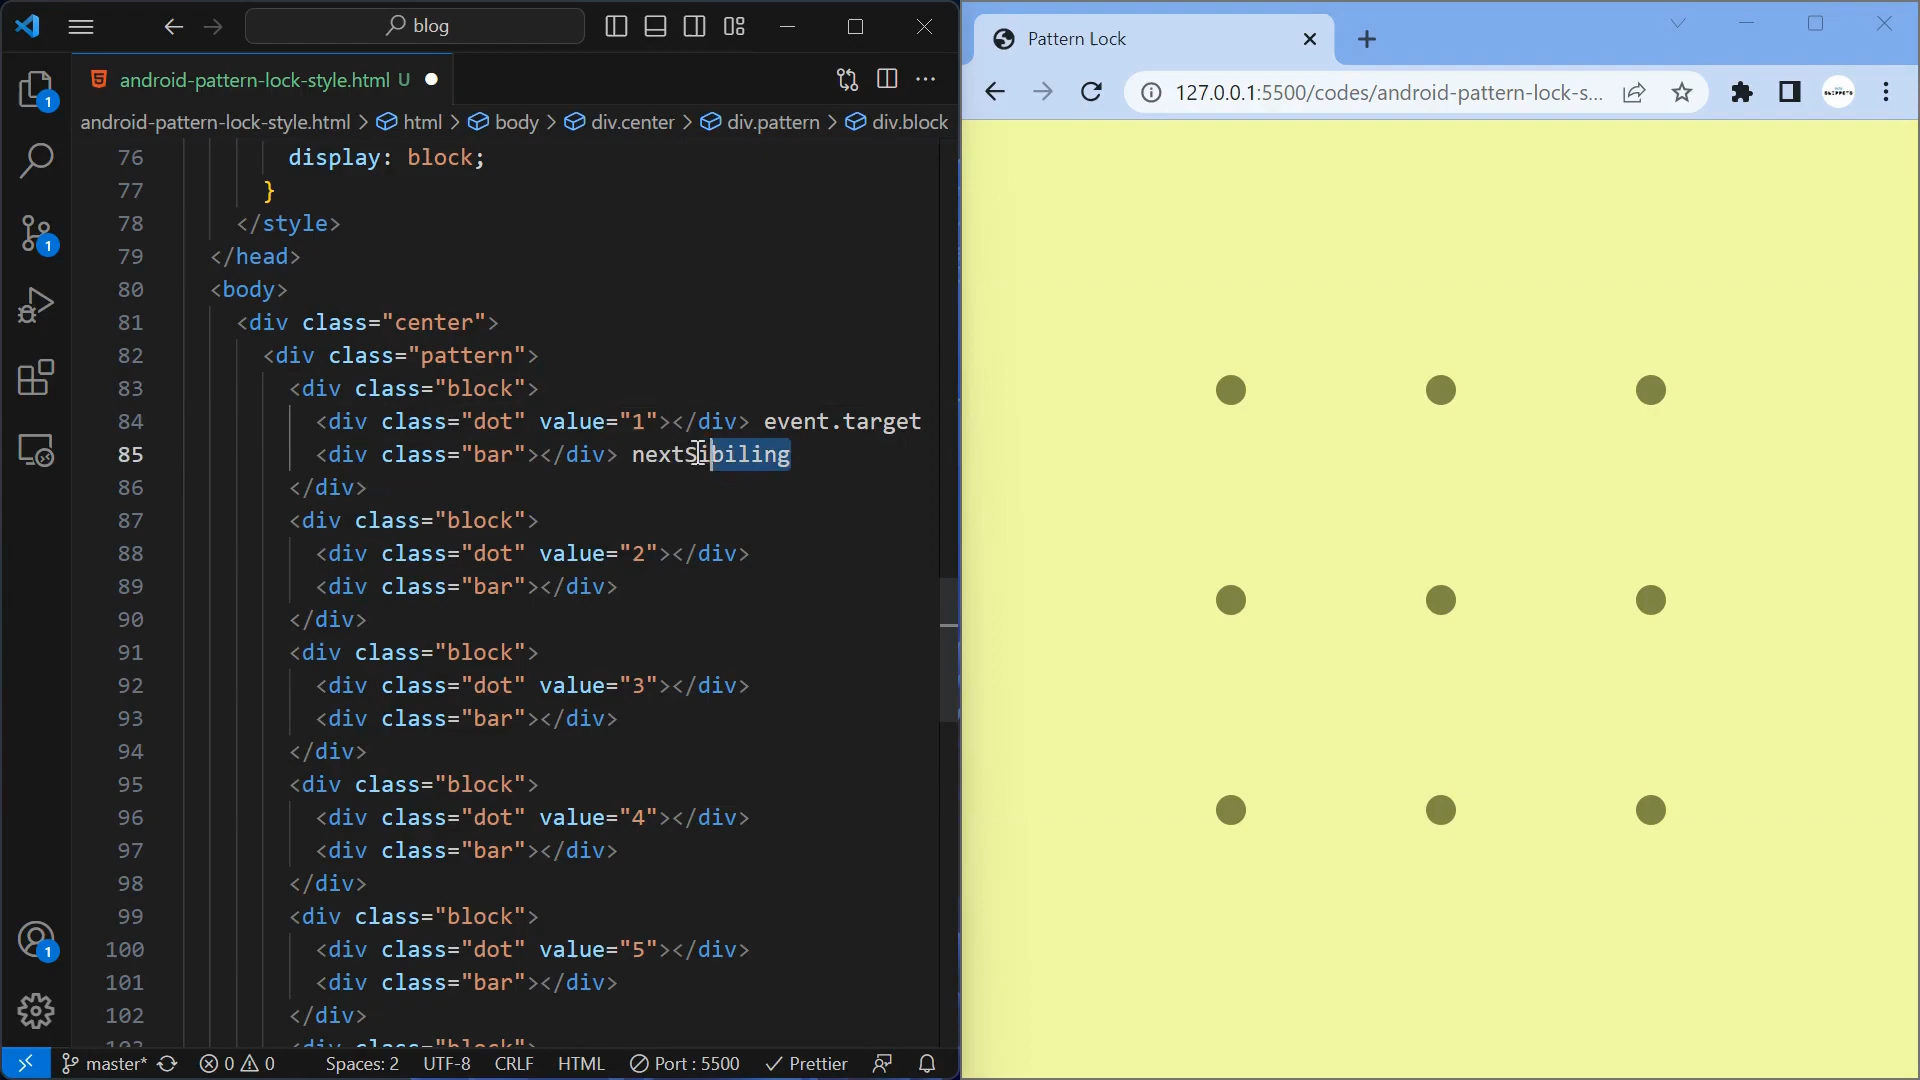 blog
android-pattern-lock-style.html U
android-pattern-lock-style.html > html > body > div.center > div.pattern > div.block
76 display: block;
77 }
78 </style>
79 </head>
80 <body>
81 <div class="center">
82 <div class="pattern">
83 <div class="block">
84 <div class="dot" value="1"></div> event.target
85 <div class="bar"></div> nextSibiling
86 </div>
87 <div class="block">
88 <div class="dot" value="2"></div>
89 <div class="bar"></div>
90 </div>
91 <div class="block">
92 <div class="dot" value="3"></div>
93 <div class="bar"></div>
94 </div>
95 <div class="block">
96 <div class="dot" value="4"></div>
97 <div class="bar"></div>
98 </div>
99 <div class="block">
100 <div class="dot" value="5"></div>
101 <div class="bar"></div>
102 </div>
1
1
1
master* 0 0 Spaces: 2 UTF-8 CRLF HTML Port : 5500 Prettier
Pattern Lock
127.0.0.1:5500/codes/android-pattern-lock-s...